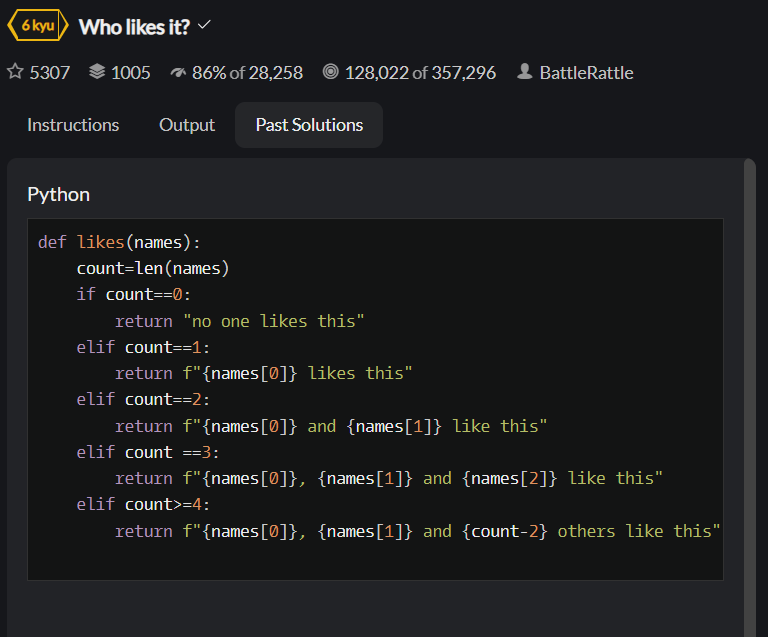 6 kyu Who likes it?
5307 1005 86% of 28,258 128,022 of 357,296 BattleRattle
Instructions Output Past Solutions
Python
def likes(names):
    count=len(names)
    if count==0:
        return "no one likes this"
    elif count==1:
        return f"{names[0]} likes this"
    elif count==2:
        return f"{names[0]} and {names[1]} like this"
    elif count ==3:
        return f"{names[0]}, {names[1]} and {names[2]} like this"
    elif count>=4:
        return f"{names[0]}, {names[1]} and {count-2} others like this"